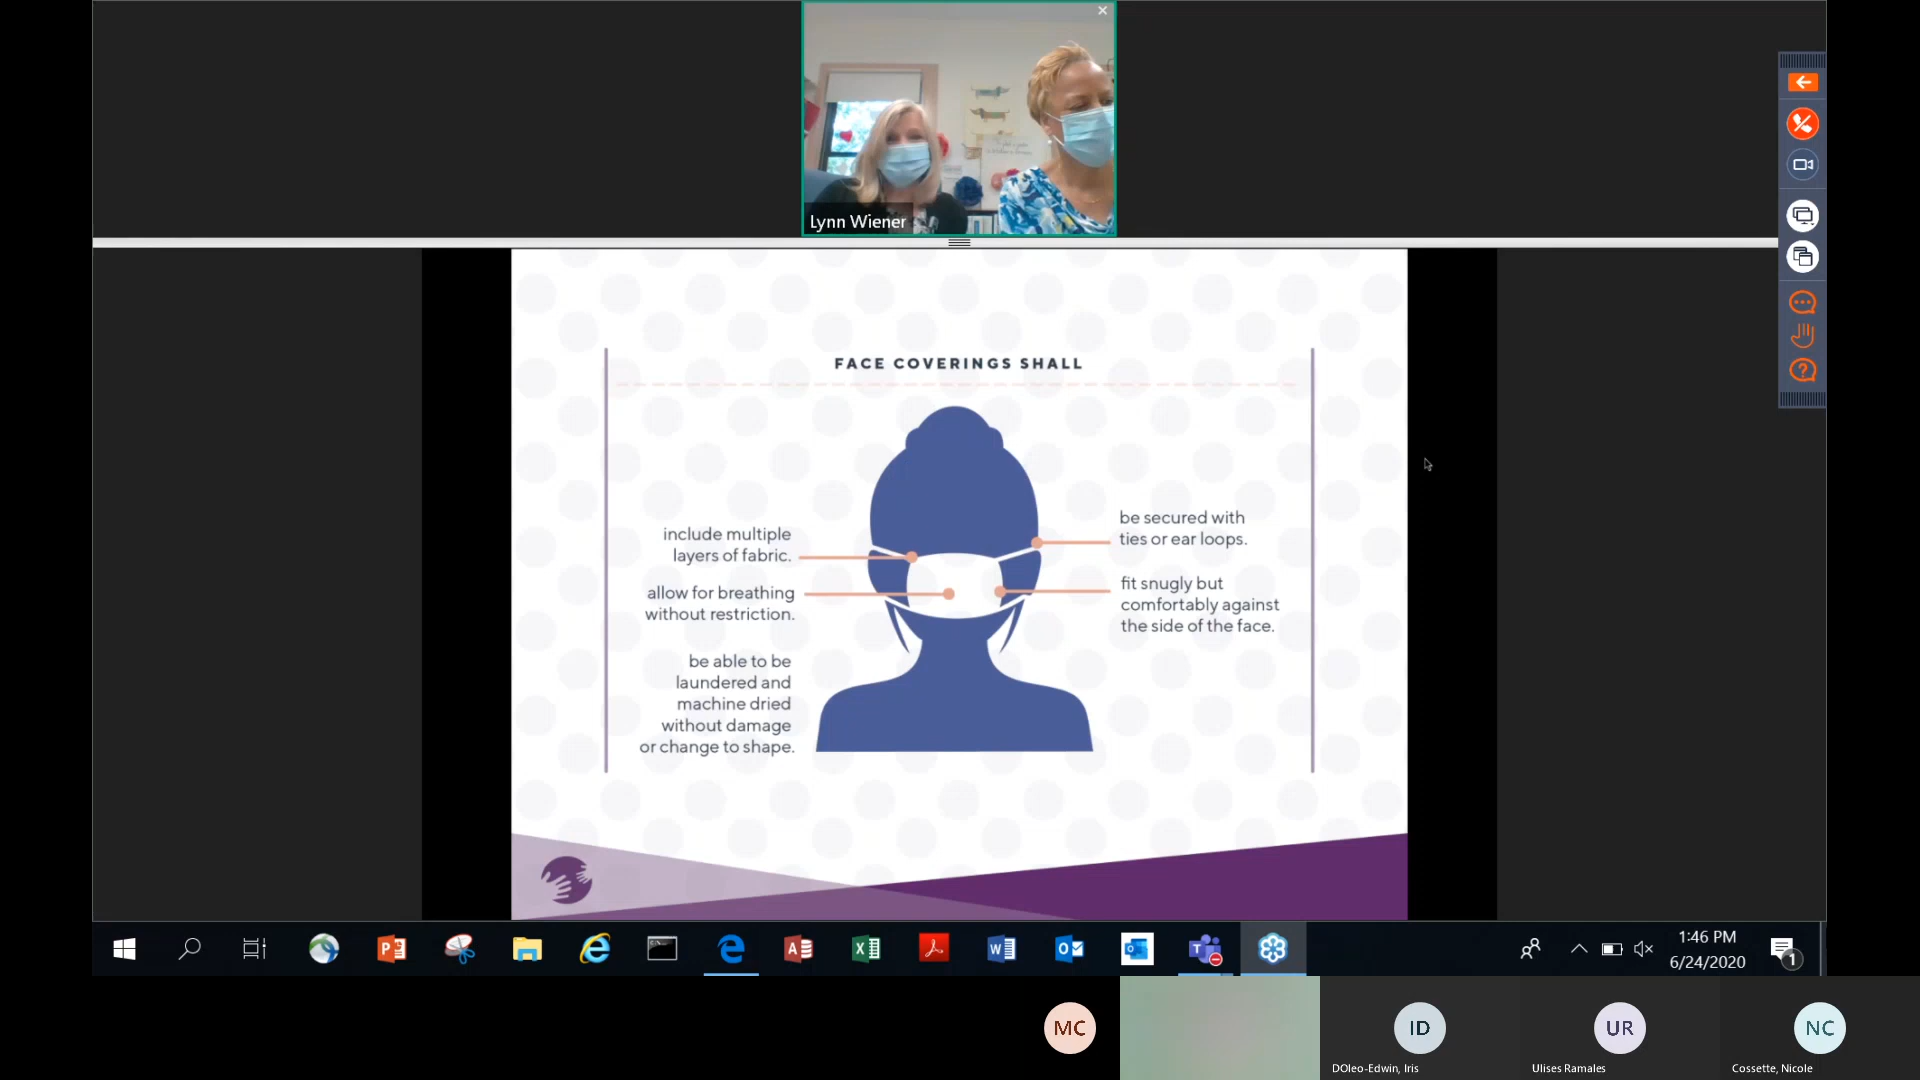 Lynn Wiener
FACE COVERINGS SHALL
include multiple
layers of fabric.
allow for breathing
without restriction.
be able to be
laundered and
machine dried
without damage
or change to shape.
be secured with
ties or ear loops.
fit snugly but
comfortably against
the side of the face.
1:46 PM
6/24/2020
1
MC
ID
UR
NC
DOleo-Edwin, Iris
Ulises Ramales
Cossette, Nicole